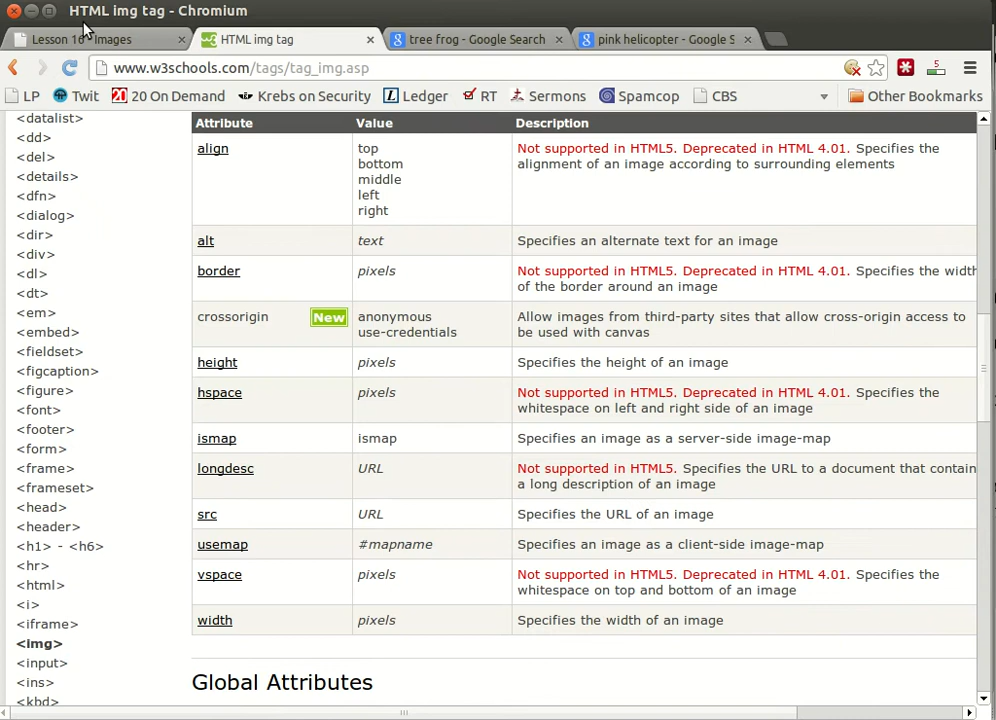 HTML img tag - Chromium
Lesson 16 - Images
HTML img tag
tree frog - Google Search
pink helicopter - Google S
www.w3schools.com/tags/tag_img.asp
5
LP
Twit
20 On Demand
Krebs on Security
Ledger
RT
Sermons
Spamcop
CBS
Other Bookmarks
<datalist>
<dd>
<del>
<details>
<dfn>
<dialog>
<dir>
<div>
<dl>
<dt>
<em>
<embed>
<fieldset>
<figcaption>
<figure>
<font>
<footer>
<form>
<frame>
<frameset>
<head>
<header>
<h1> - <h6>
<hr>
<html>
<i>
<iframe>
<img>
<input>
<ins>
<kbd>
Attribute Value Description
align
top
bottom
middle
left
right
Not supported in HTML5. Deprecated in HTML 4.01. Specifies the
alignment of an image according to surrounding elements
alt text Specifies an alternate text for an image
border pixels Not supported in HTML5. Deprecated in HTML 4.01. Specifies the width
of the border around an image
crossorigin New
anonymous
use-credentials
Allow images from third-party sites that allow cross-origin access to
be used with canvas
height pixels Specifies the height of an image
hspace pixels Not supported in HTML5. Deprecated in HTML 4.01. Specifies the
whitespace on left and right side of an image
ismap ismap Specifies an image as a server-side image-map
longdesc URL Not supported in HTML5. Specifies the URL to a document that contain
a long description of an image
src URL Specifies the URL of an image
usemap #mapname Specifies an image as a client-side image-map
vspace pixels Not supported in HTML5. Deprecated in HTML 4.01. Specifies the
whitespace on top and bottom of an image
width pixels Specifies the width of an image
Global Attributes